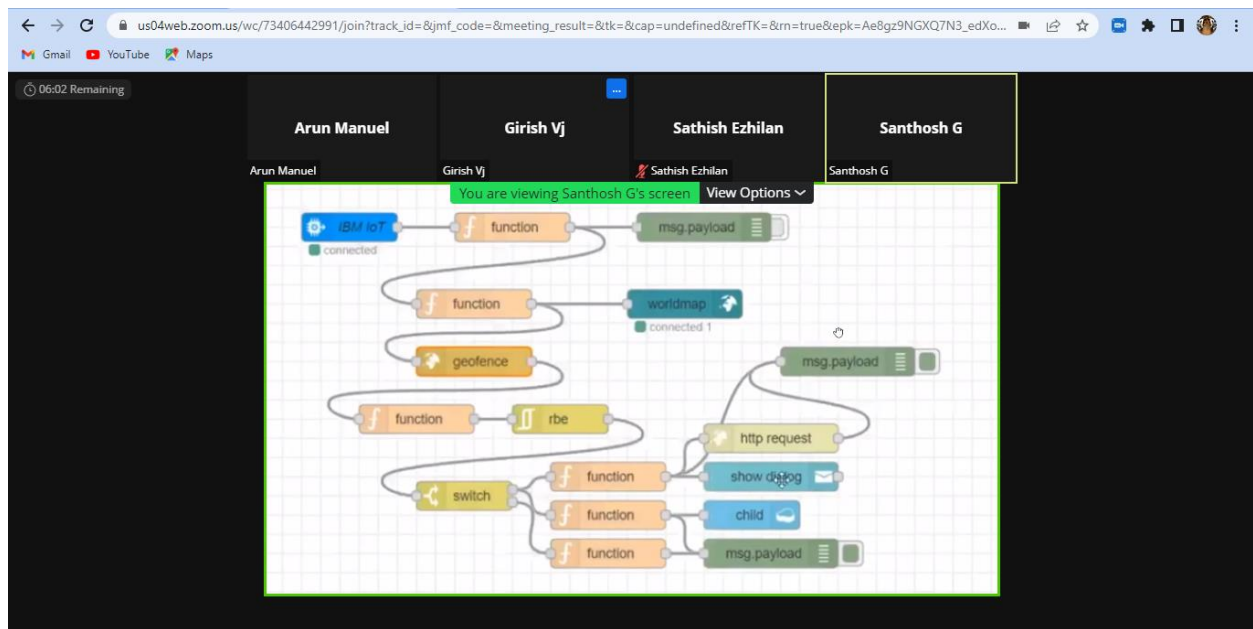 us04web.zoom.us/wc/73406442991/join?track_id=&jmf_code=&meeting_result=&tk=&cap=undefined&refTK=&rn=true&epk=Ae8gz9NGXQ7N3_edXo...
Gmail YouTube Maps
06:02 Remaining
...
Arun Manuel Girish Vj Sathish Ezhilan Santhosh G
Arun Manuel Girish Vj Sathish Ezhilan Santhosh G
You are viewing Santhosh G's screen View Options
IBM IoT function msg.payload
connected
function worldmap
connected 1
geofence msg.payload
function rbe
http request
function show dialog
switch
function child
function msg.payload